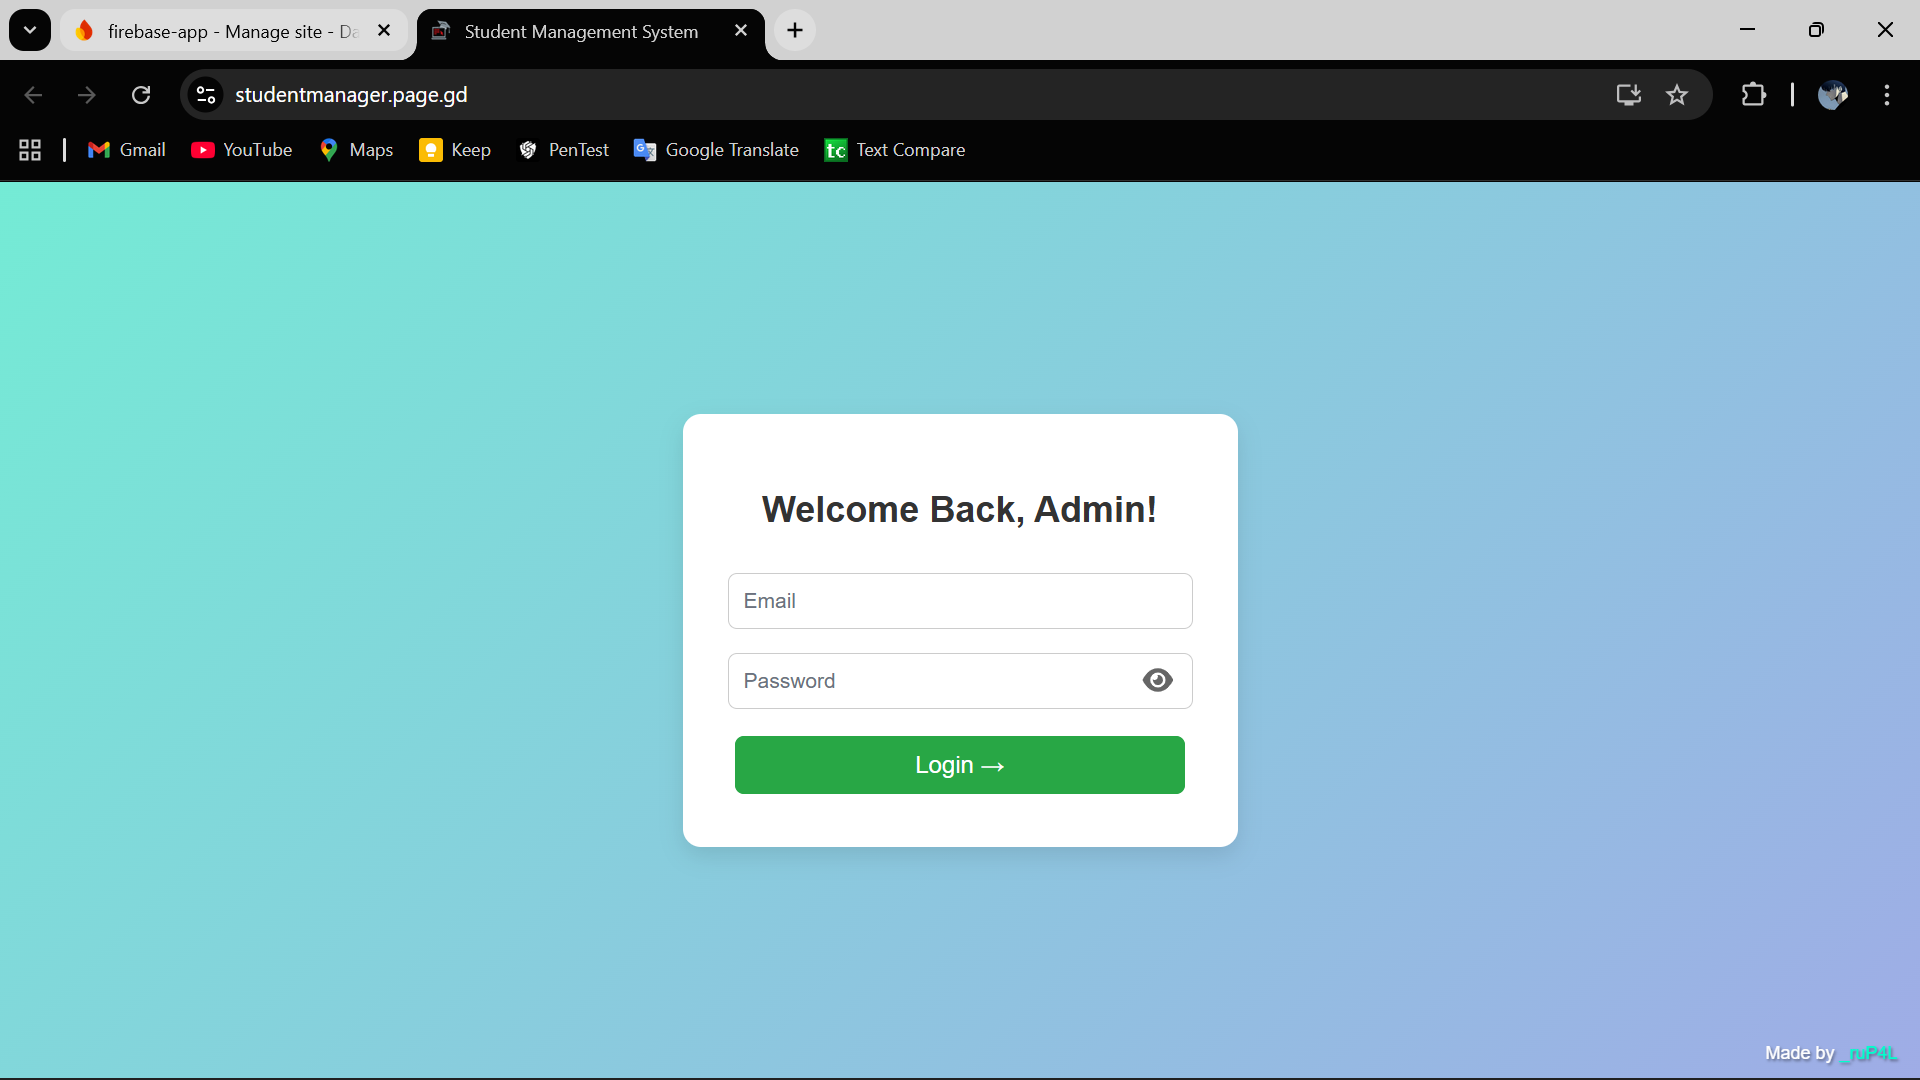 firebase-app - Manage site - Da
Student Management System
studentmanager.page.gd
Gmail
YouTube
Maps
Keep
PenTest
Google Translate
tc Text Compare
Welcome Back, Admin!
Email
Password
Login →
Made by _ruP4L